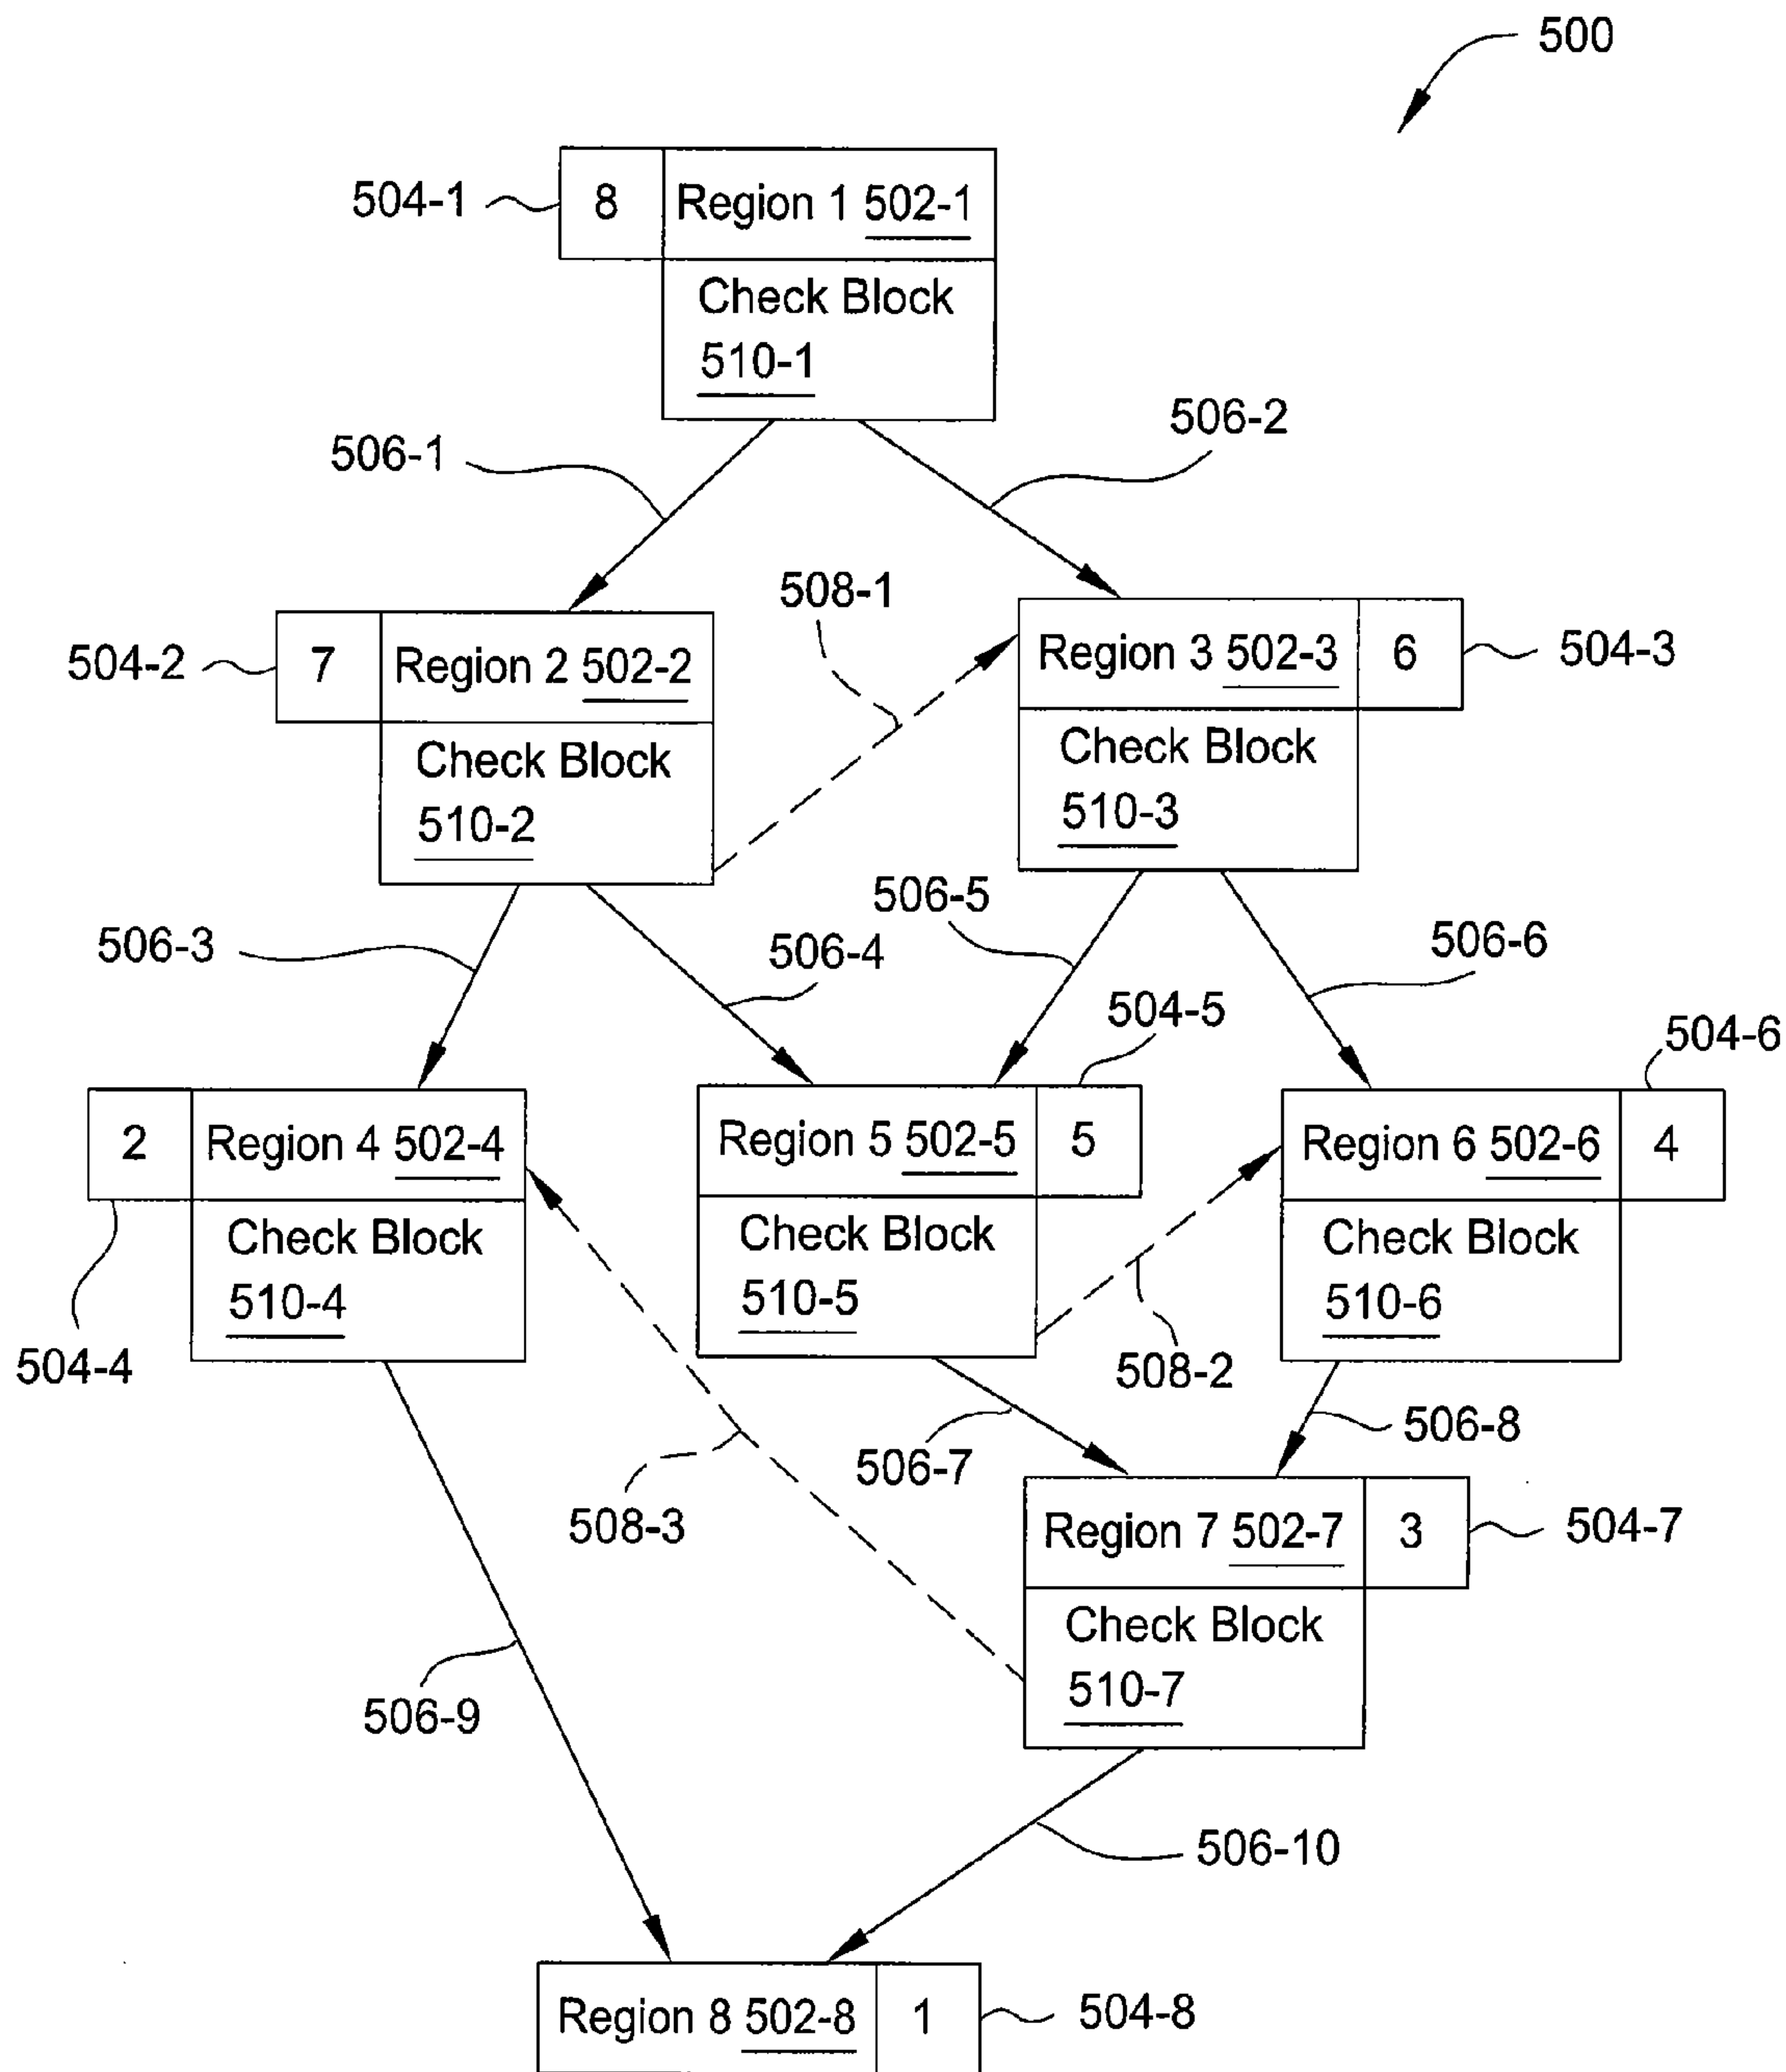 500
504-1
8
Region 1 502-1
Check Block
510-1
506-1
506-2
508-1
504-2
7
Region 2 502-2
Check Block
510-2
Region 3 502-3
6
504-3
Check Block
510-3
506-3
506-4
506-5
506-6
504-5
504-6
2
Region 4 502-4
Check Block
510-4
504-4
Region 5 502-5
5
Check Block
510-5
Region 6 502-6
4
Check Block
510-6
508-2
506-7
506-8
508-3
Region 7 502-7
3
504-7
Check Block
510-7
506-9
506-10
Region 8 502-8
1
504-8